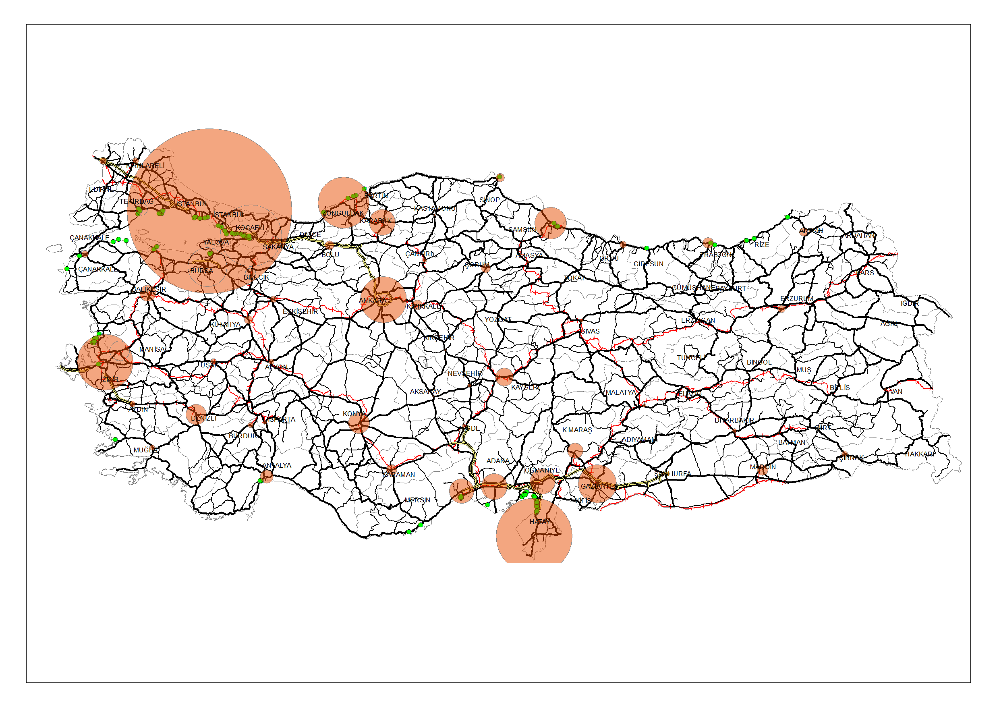 KIRKLARELİ
EDİRNE
TEKİRDAĞ
İSTANBUL
İSTANBUL
KOCAELİ
YALOVA
SAKARYA
DÜZCE
BOLU
ZONGULDAK
BARTIN
KARABÜK
KASTAMONU
SİNOP
SAMSUN
ÇANAKKALE
ÇANAKKALE
BURSA
BİLECİK
BALIKESİR
ÇANKIRI
ÇORUM
AMASYA
TOKAT
ORDU
GİRESUN
TRABZON
RİZE
ARTVİN
ARDAHAN
KARS
GÜMÜŞHANE
BAYBURT
ERZURUM
IĞDIR
AĞRI
ANKARA
KIRIKKALE
ESKİŞEHİR
KÜTAHYA
YOZGAT
SİVAS
ERZİNCAN
KIRŞEHİR
MANİSA
UŞAK
AFYON
İZMİR
NEVŞEHİR
KAYSERİ
AKSARAY
MALATYA
TUNCELİ
BİNGÖL
MUŞ
ELAZIĞ
BİTLİS
VAN
AYDIN
DENİZLİ
ISPARTA
BURDUR
KONYA
NİĞDE
K.MARAŞ
ADIYAMAN
DİYARBAKIR
SİİRT
BATMAN
MUĞLA
ANTALYA
KARAMAN
MERSİN
ADANA
OSMANİYE
GAZİANTEP
KİLİS
ŞANLIURFA
MARDİN
ŞIRNAK
HAKKARİ
HATAY